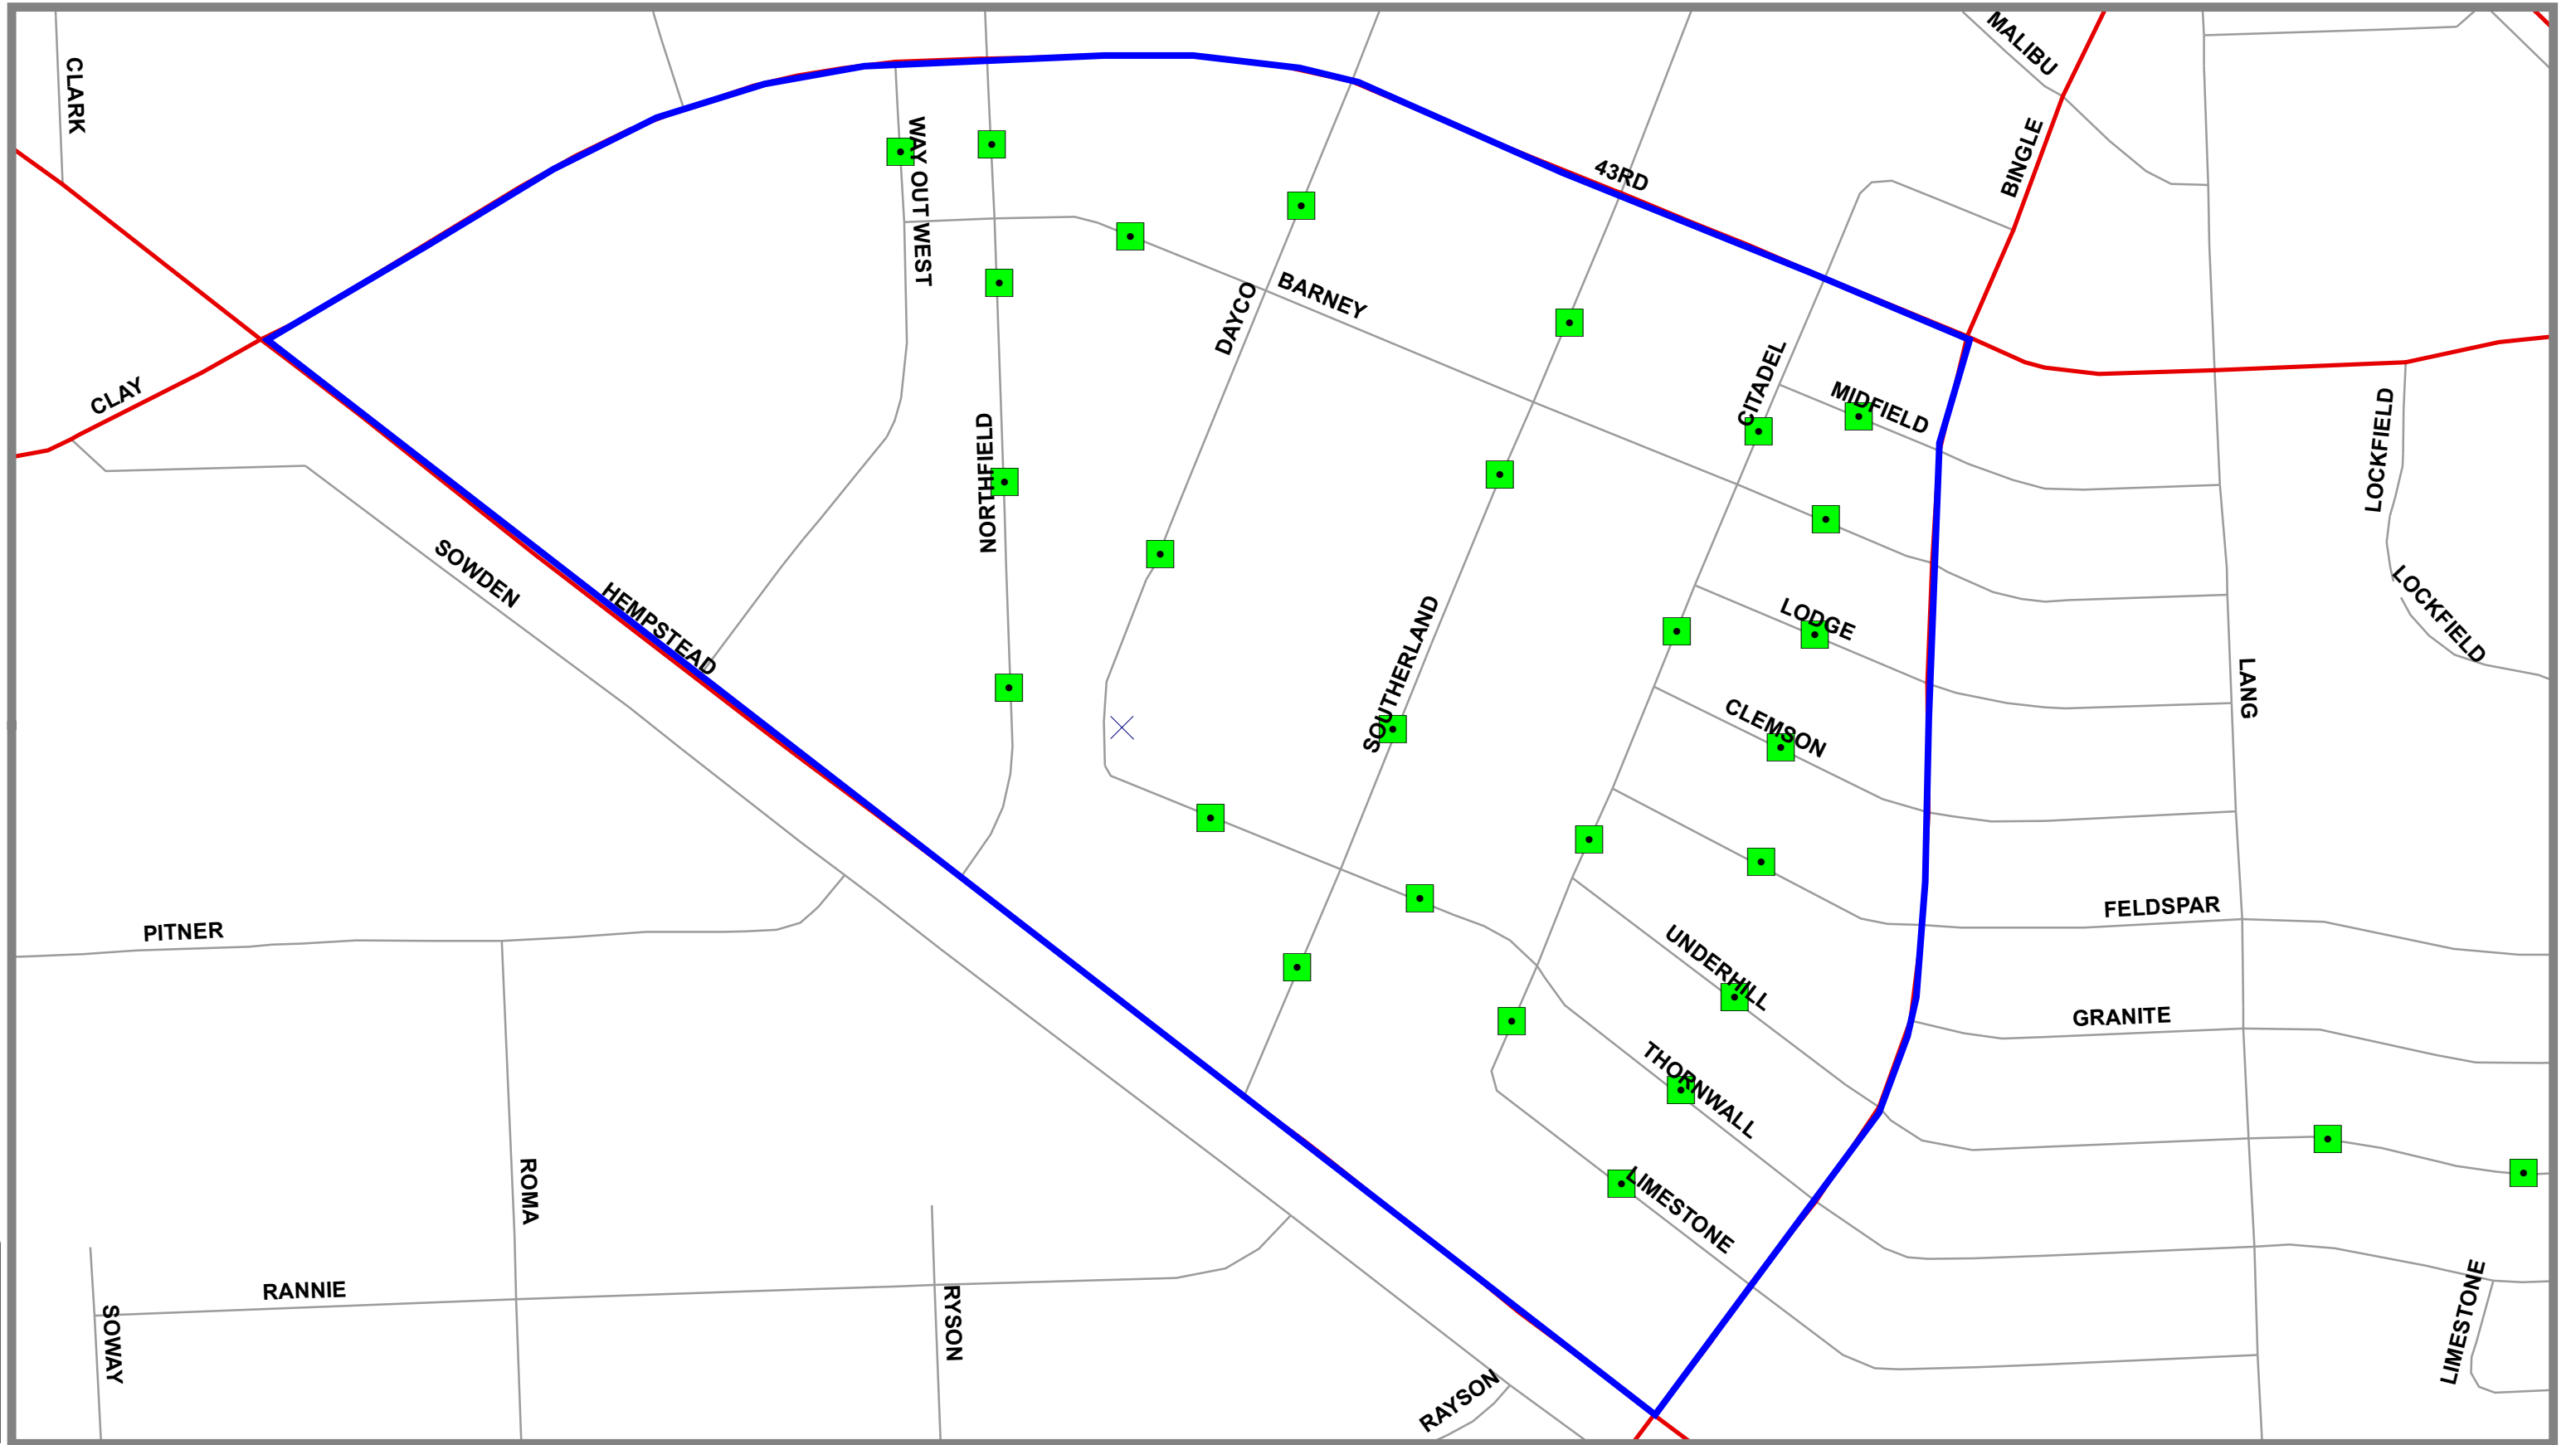 MALIBU
CLARK
WAY OUT WEST
BINGLE
43RD
BARNEY
DAYCO
CITADEL
MIDFIELD
CLAY
LOCKFIELD
NORTHFIELD
SOWDEN
HEMPSTEAD
SOUTHERLAND
LODGE
LOCKFIELD
LANG
CLEMSON
PITNER
FELDSPAR
UNDERHILL
GRANITE
THORNWALL
ROMA
LIMESTONE
RANNIE
SOWAY
RYSON
LIMESTONE
RAYSON